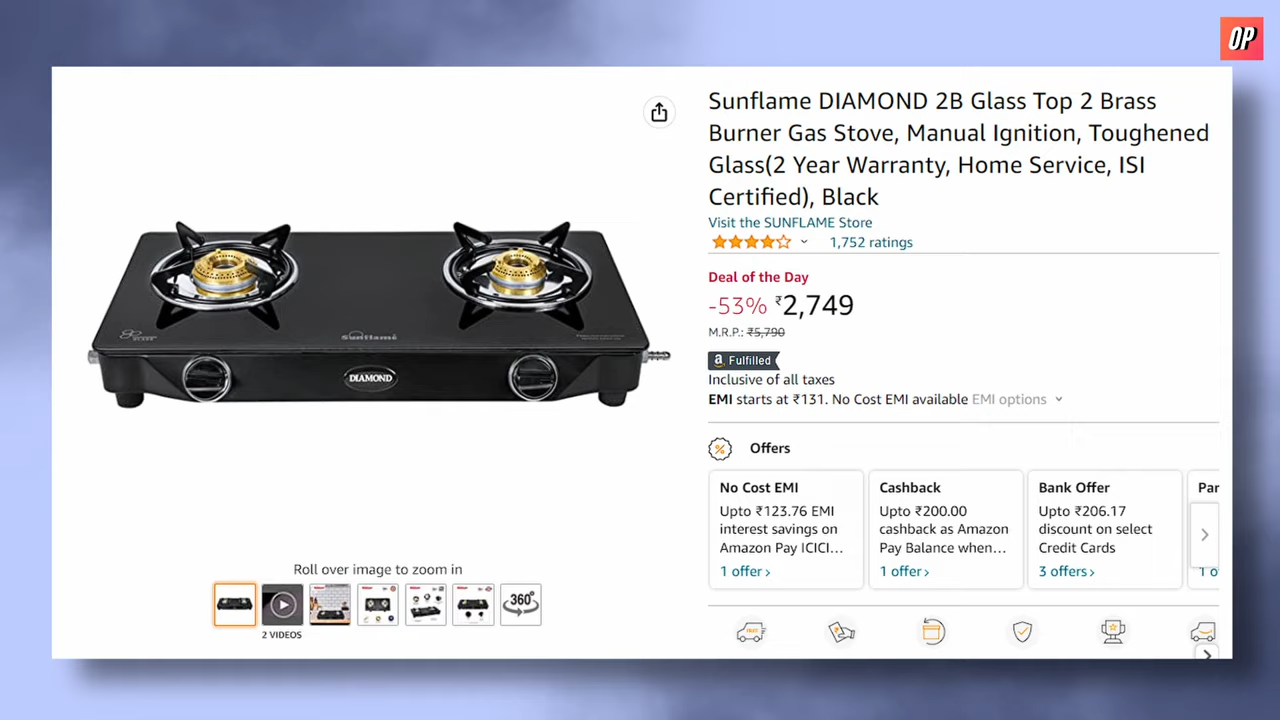 OP
Sunflame DIAMOND 2B Glass Top 2 Brass
Burner Gas Stove, Manual Ignition, Toughened
Glass(2 Year Warranty, Home Service, ISI
Certified), Black
Visit the SUNFLAME Store
1,752 ratings
Deal of the Day
-53% ₹2,749
M.R.P.: ₹5,790
a Fulfilled
Inclusive of all taxes
EMI starts at ₹131. No Cost EMI available EMI options
Offers
No Cost EMI
Upto ₹123.76 EMI
interest savings on
Amazon Pay ICICI...
1 offer
Cashback
Upto ₹200.00
cashback as Amazon
Pay Balance when...
1 offer
Bank Offer
Upto ₹206.17
discount on select
Credit Cards
3 offers
Par
1 o
Sunflame
DIAMOND
Roll over image to zoom in
360°
2 VIDEOS